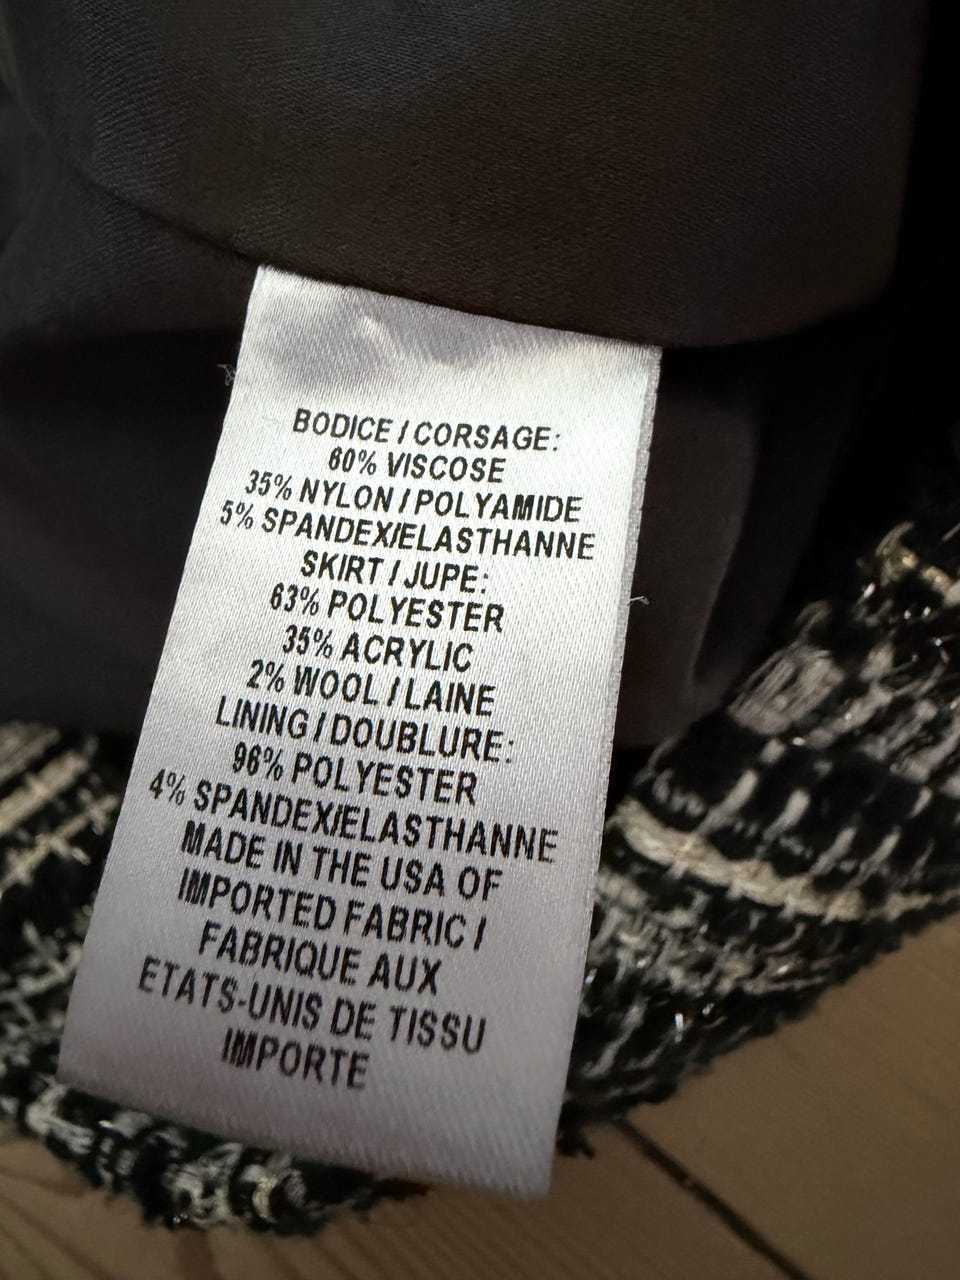 BODICE / CORSAGE:
60% VISCOSE
35% NYLON / POLYAMIDE
5% SPANDEX/ELASTHANNE
SKIRT / JUPE:
63% POLYESTER
35% ACRYLIC
2% WOOL / LAINE
LINING / DOUBLURE:
96% POLYESTER
4% SPANDEX/ELASTHANNE
MADE IN THE USA OF
IMPORTED FABRIC /
FABRIQUE AUX
ETATS-UNIS DE TISSU
IMPORTE